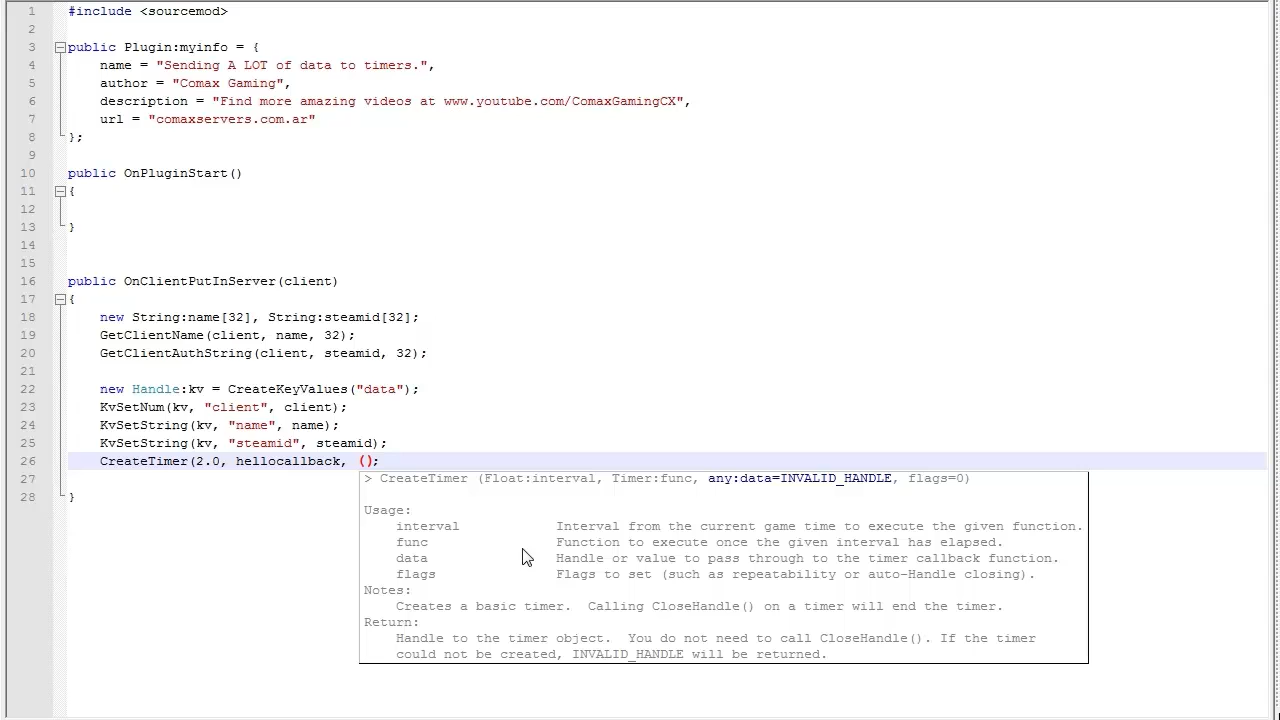 1 #include <sourcemod>
2
3 public Plugin:myinfo = {
4 name = "Sending A LOT of data to timers.",
5 author = "Comax Gaming",
6 description = "Find more amazing videos at www.youtube.com/ComaxGamingCX",
7 url = "comaxservers.com.ar"
8 };
9
10 public OnPluginStart()
11 {
12
13 }
14
15
16 public OnClientPutInServer(client)
17 {
18 new String:name[32], String:steamid[32];
19 GetClientName(client, name, 32);
20 GetClientAuthString(client, steamid, 32);
21
22 new Handle:kv = CreateKeyValues("data");
23 KvSetNum(kv, "client", client);
24 KvSetString(kv, "name", name);
25 KvSetString(kv, "steamid", steamid);
26 CreateTimer(2.0, hellocallback, ();
27
28 }
> CreateTimer (Float:interval, Timer:func, any:data=INVALID_HANDLE, flags=0)
Usage:
interval Interval from the current game time to execute the given function.
func Function to execute once the given interval has elapsed.
data Handle or value to pass through to the timer callback function.
flags Flags to set (such as repeatability or auto-Handle closing).
Notes:
Creates a basic timer. Calling CloseHandle() on a timer will end the timer.
Return:
Handle to the timer object. You do not need to call CloseHandle(). If the timer
could not be created, INVALID_HANDLE will be returned.